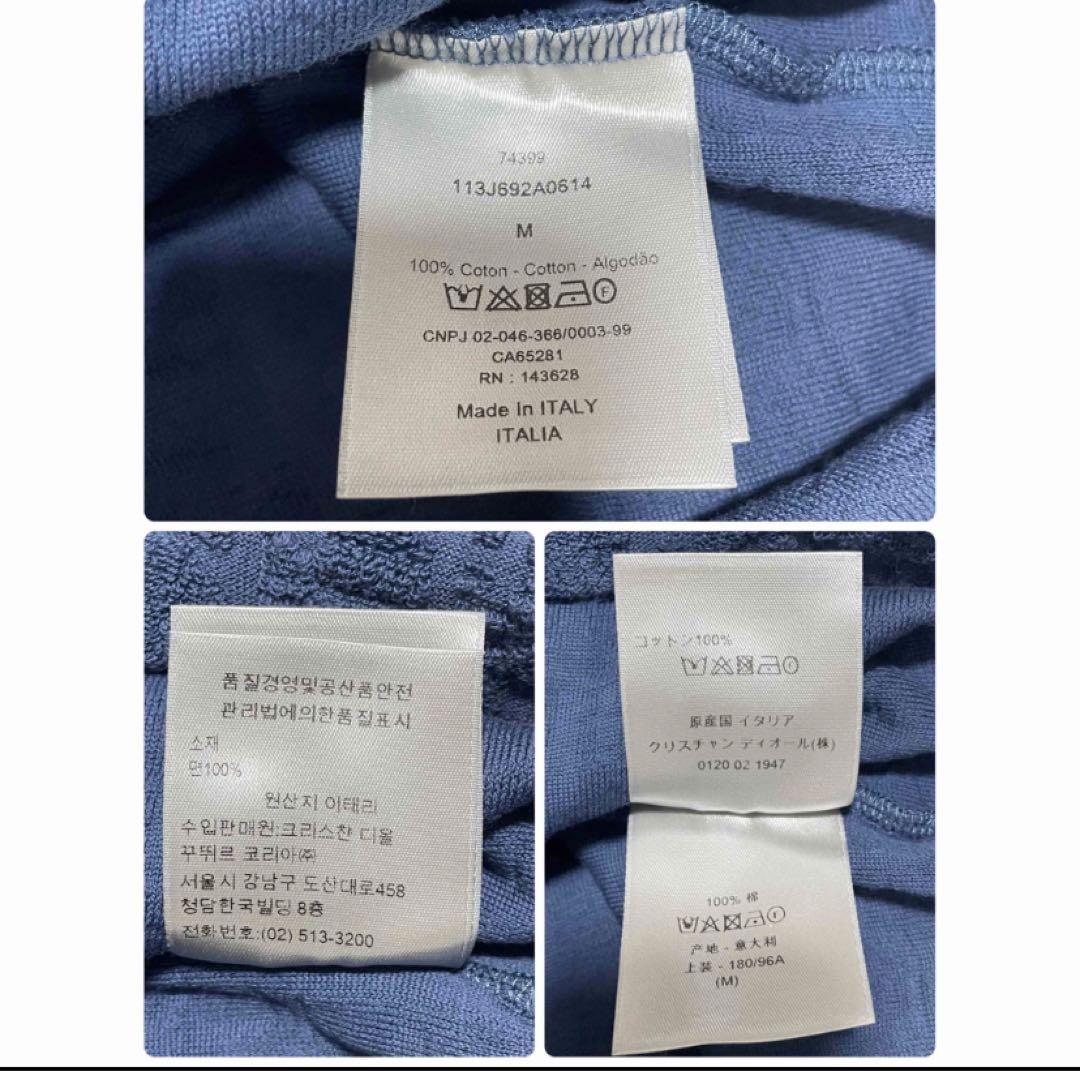 74399
113J692A0614
M
100% Coton - Cotton - Algodão
F
CNPJ 02-046-366/0003-99
CA65281
RN : 143628
Made In ITALY
ITALIA
품질경영및공산품안전
관리법에의한품질표시
소재
면100%
원산지 이태리
수입판매원:크리스챤 디올
꾸뛰르 코리아㈜
서울시 강남구 도산대로458
청담한국빌딩 8층
전화번호:(02) 513-3200
コットン100%
原産国 イタリア
クリスチャン ディオール(株)
0120 02 1947
100% 棉
产地 - 意大利
上装 - 180/96A
(M)